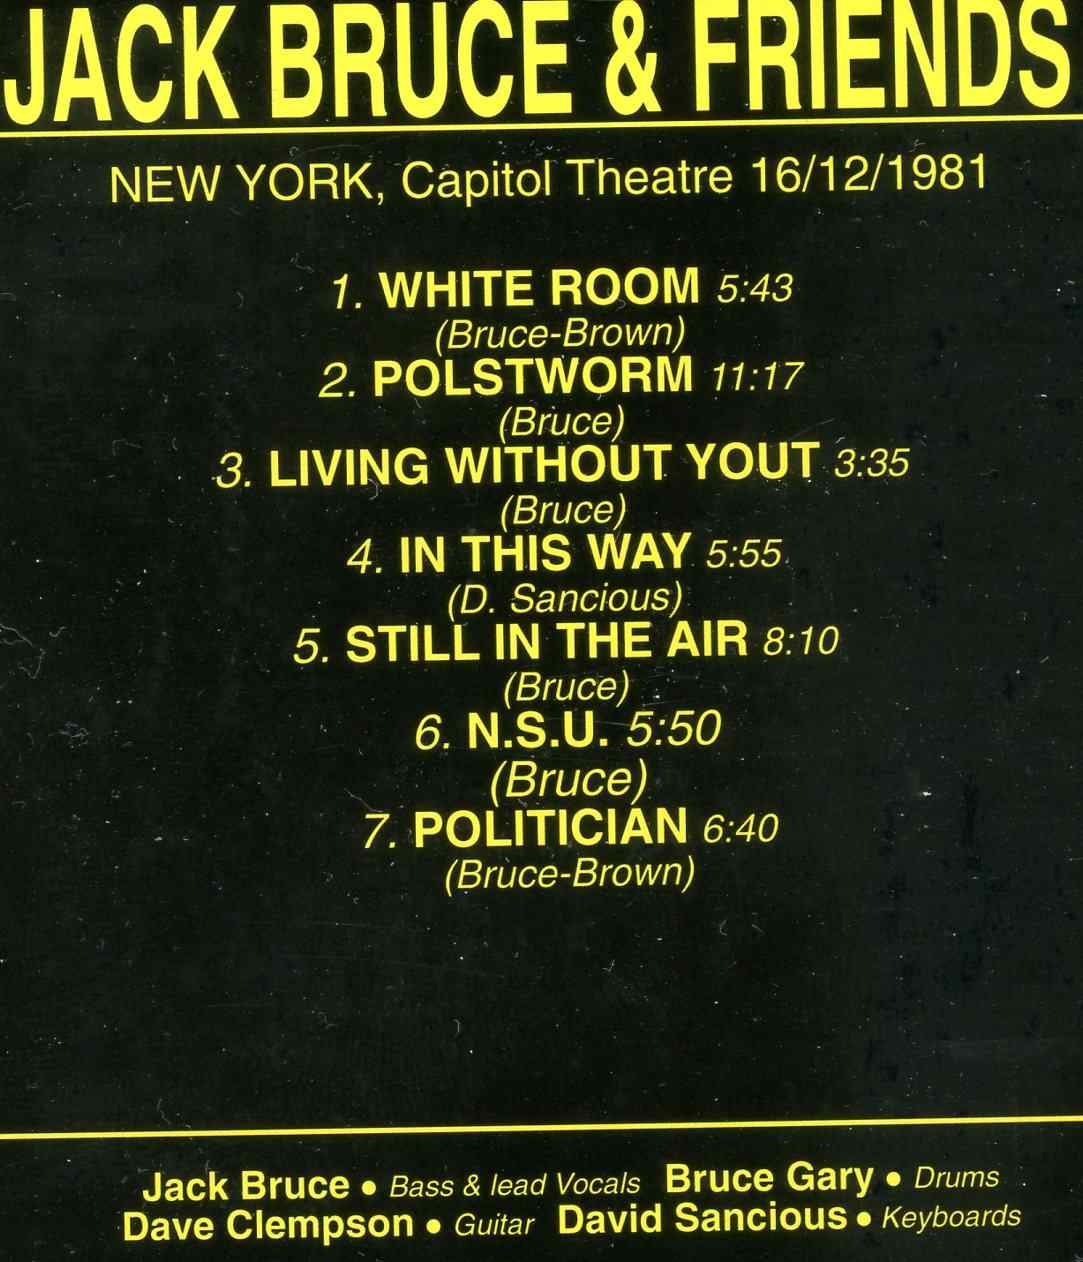 JACK BRUCE & FRIENDS
NEW YORK, Capitol Theatre 16/12/1981
1. WHITE ROOM 5:43
(Bruce-Brown)
2. POLSTWORM 11:17
(Bruce)
3. LIVING WITHOUT YOUT 3:35
(Bruce)
4. IN THIS WAY 5:55
(D. Sancious)
5. STILL IN THE AIR 8:10
(Bruce)
6. N.S.U. 5:50
(Bruce)
7. POLITICIAN 6:40
(Bruce-Brown)
Jack Bruce • Bass & lead Vocals Bruce Gary • Drums
Dave Clempson • Guitar David Sancious • Keyboards